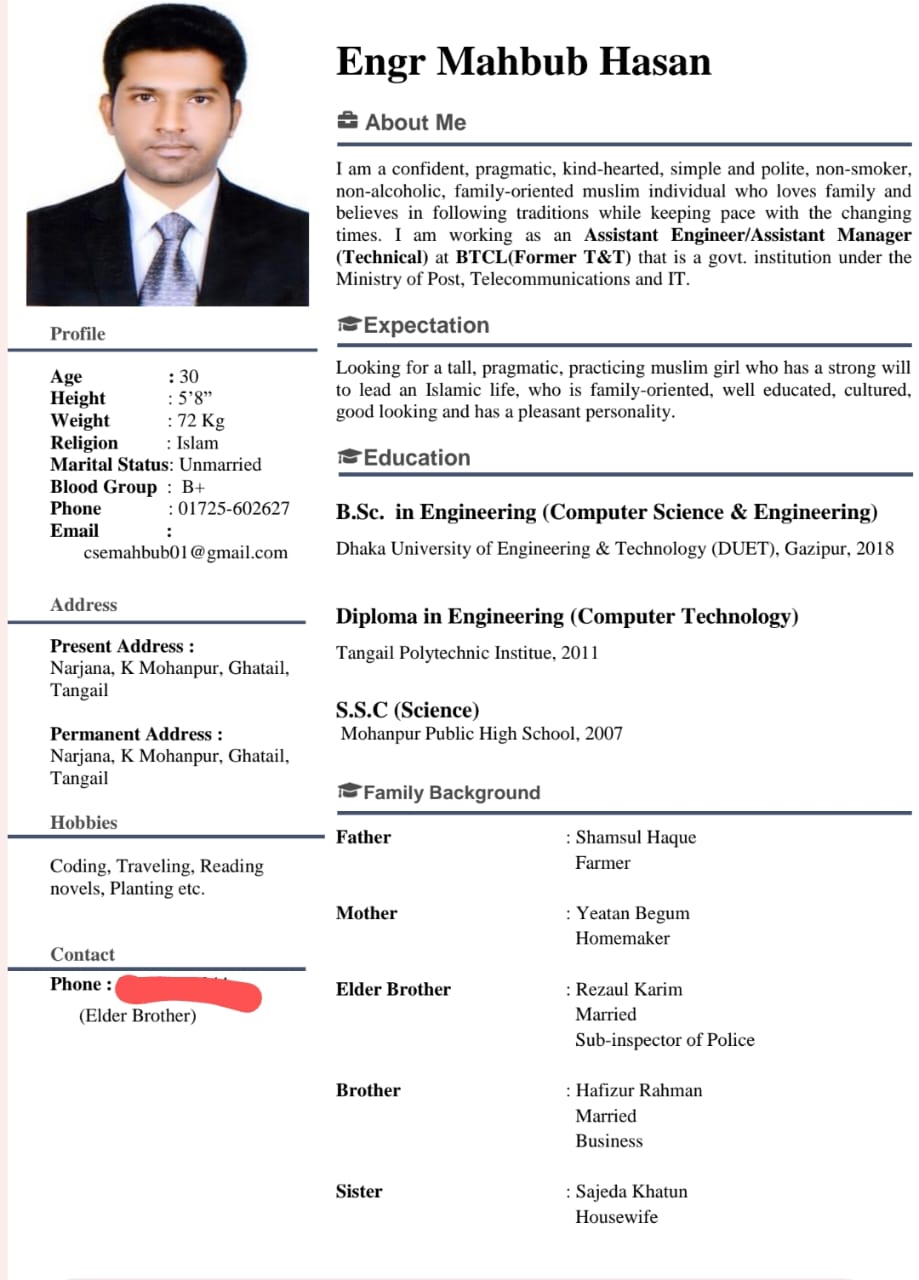 Engr Mahbub Hasan
About Me
I am a confident, pragmatic, kind-hearted, simple and polite, non-smoker,
non-alcoholic, family-oriented muslim individual who loves family and
believes in following traditions while keeping pace with the changing
times. I am working as an Assistant Engineer/Assistant Manager
(Technical) at BTCL(Former T&T) that is a govt. institution under the
Ministry of Post, Telecommunications and IT.
Expectation
Looking for a tall, pragmatic, practicing muslim girl who has a strong will
to lead an Islamic life, who is family-oriented, well educated, cultured,
good looking and has a pleasant personality.
Education
B.Sc. in Engineering (Computer Science & Engineering)
Dhaka University of Engineering & Technology (DUET), Gazipur, 2018
Diploma in Engineering (Computer Technology)
Tangail Polytechnic Institue, 2011
S.S.C (Science)
Mohanpur Public High School, 2007
Family Background
Father : Shamsul Haque
Farmer
Mother : Yeatan Begum
Homemaker
Elder Brother : Rezaul Karim
Married
Sub-inspector of Police
Brother : Hafizur Rahman
Married
Business
Sister : Sajeda Khatun
Housewife
Profile
Age : 30
Height : 5’8”
Weight : 72 Kg
Religion : Islam
Marital Status: Unmarried
Blood Group : B+
Phone : 01725-602627
Email :
csemahbub01@gmail.com
Address
Present Address :
Narjana, K Mohanpur, Ghatail,
Tangail
Permanent Address :
Narjana, K Mohanpur, Ghatail,
Tangail
Hobbies
Coding, Traveling, Reading
novels, Planting etc.
Contact
Phone :
(Elder Brother)